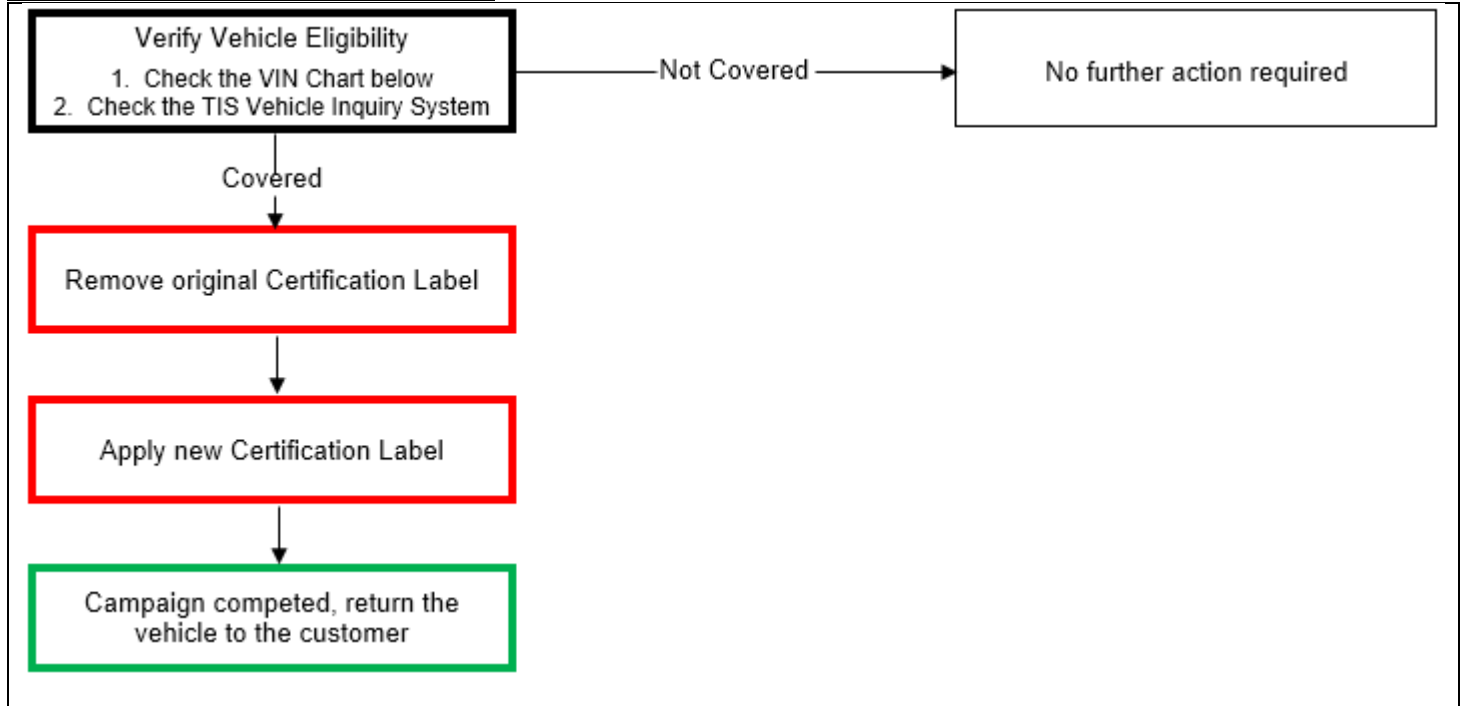 Verify Vehicle Eligibility
1. Check the VIN Chart below
2. Check the TIS Vehicle Inquiry System
Not Covered
No further action required
Covered
Remove original Certification Label
Apply new Certification Label
Campaign competed, return the
vehicle to the customer